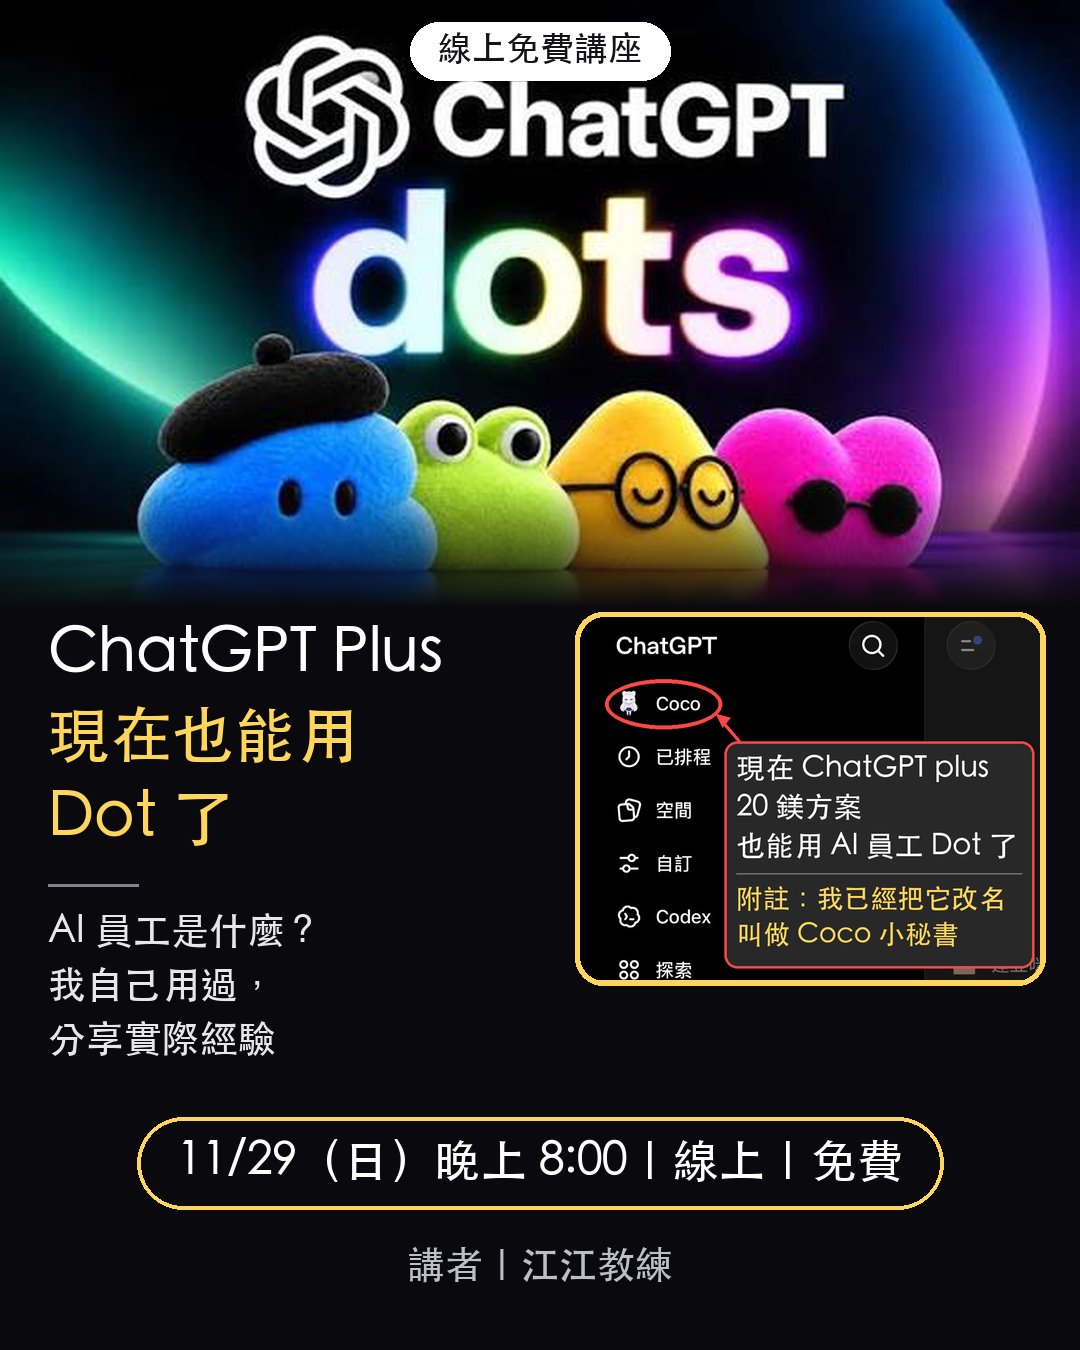 線上免費講座
ChatGPT
dots
ChatGPT Plus
現在也能用
Dot 了
AI 員工是什麼？
我自己用過，
分享實際經驗
ChatGPT
Coco
已排程
空間
自訂
Codex
探索
現在 ChatGPT plus
20 鎂方案
也能用 AI 員工 Dot 了
附註：我已經把它改名
叫做 Coco 小秘書
11/29（日）晚上 8:00｜線上｜免費
講者｜江江教練